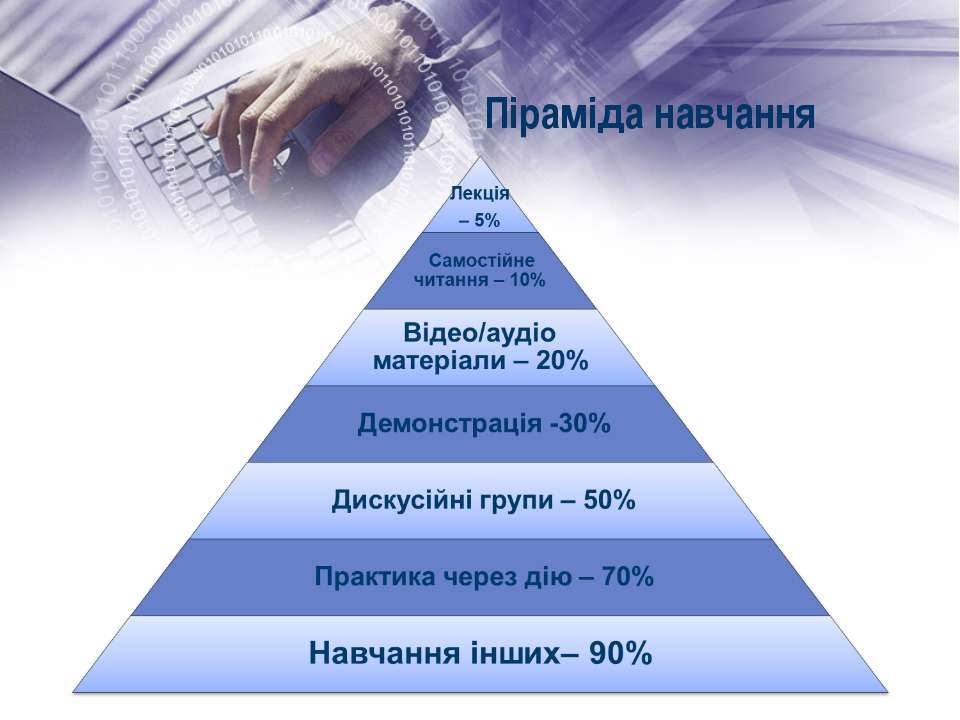 Піраміда навчання
Лекція
– 5%
Самостійне
читання – 10%
Відео/аудіо
матеріали – 20%
Демонстрація -30%
Дискусійні групи – 50%
Практика через дію – 70%
Навчання інших– 90%